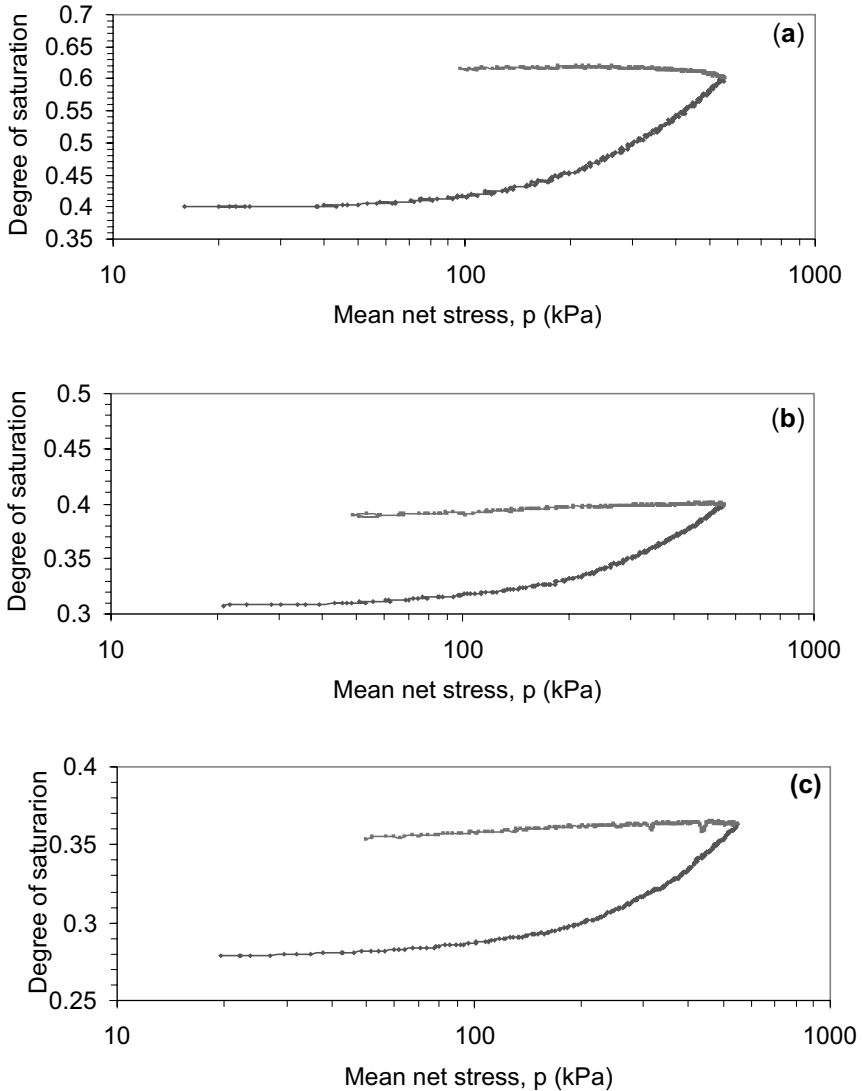 0.7
(a)
0.65
0.6
0.55
0.5
0.45
0.4
0.35
Degree of saturation
10
100
1000
Mean net stress, p (kPa)
0.5
(b)
0.45
0.4
0.35
0.3
Degree of saturation
10
100
1000
Mean net stress, p (kPa)
0.4
(c)
0.35
0.3
0.25
Degree of saturarion
10
100
1000
Mean net stress, p (kPa)